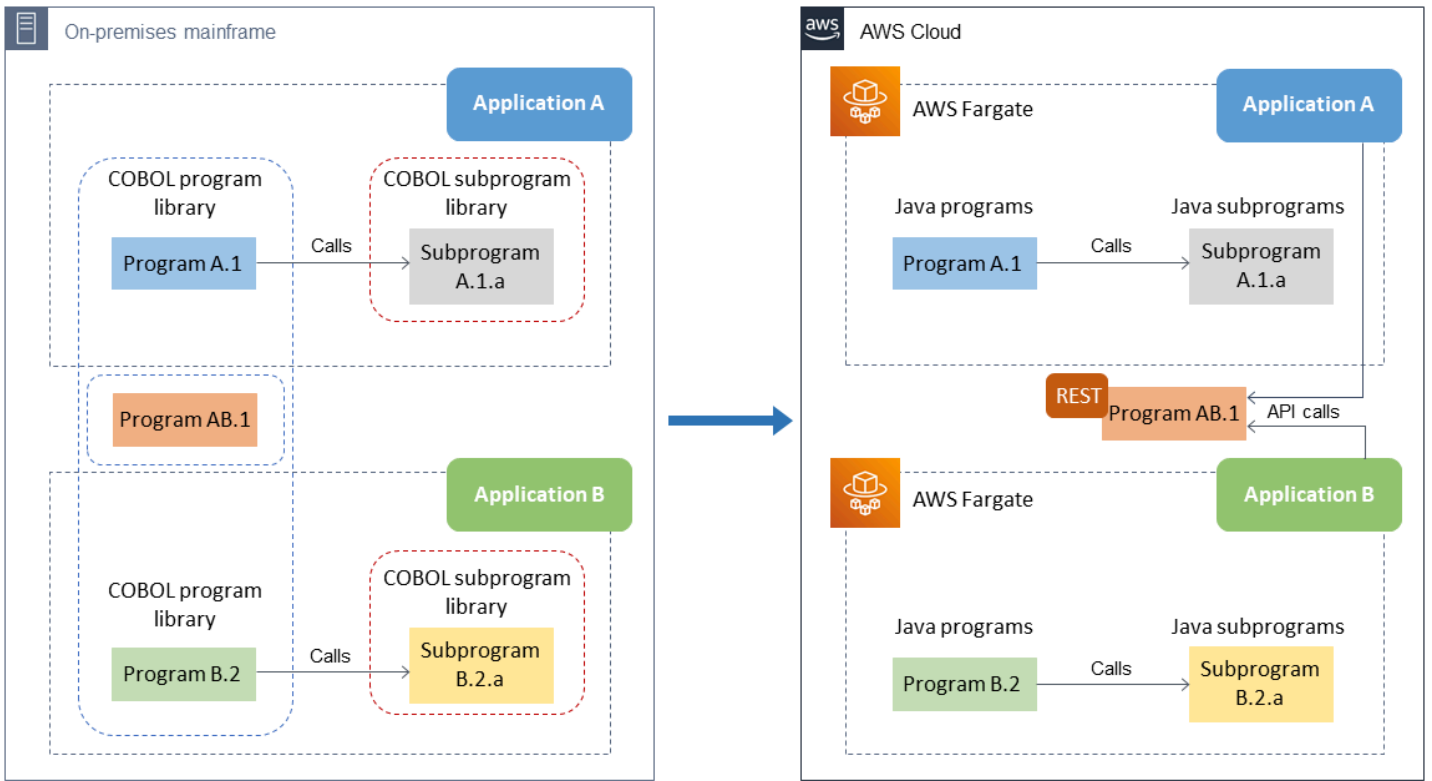 On-premises mainframe
Application A
COBOL program
library
COBOL subprogram
library
Program A.1
Calls
Subprogram
A.1.a
Program AB.1
Application B
COBOL program
library
COBOL subprogram
library
Program B.2
Calls
Subprogram
B.2.a
aws
AWS Cloud
AWS Fargate
Application A
Java programs
Java subprograms
Program A.1
Calls
Subprogram
A.1.a
REST
Program AB.1
API calls
AWS Fargate
Application B
Java programs
Java subprograms
Program B.2
Calls
Subprogram
B.2.a